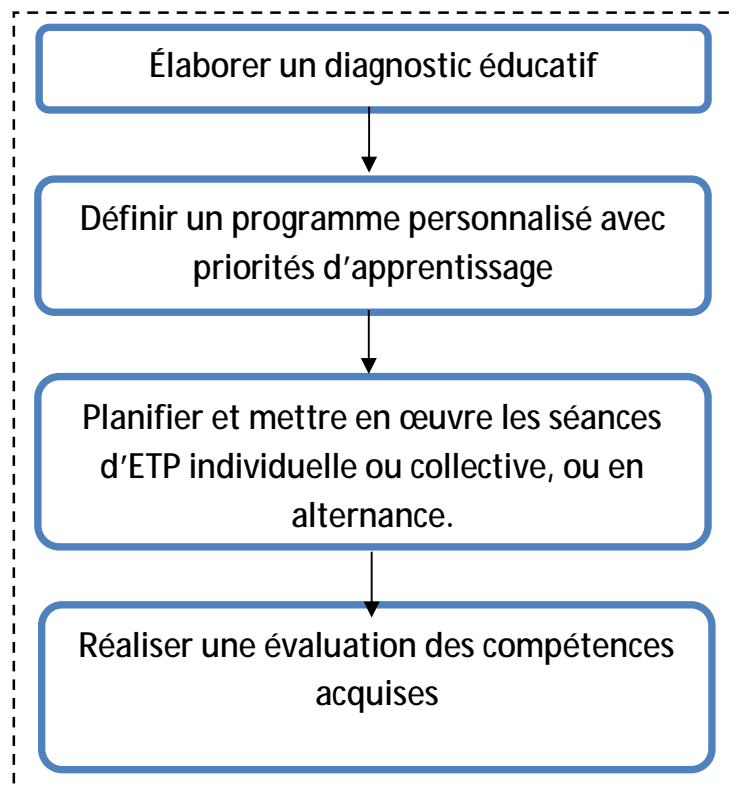 Élaborer un diagnostic éducatif
Définir un programme personnalisé avec
priorités d’apprentissage
Planifier et mettre en œuvre les séances
d’ETP individuelle ou collective, ou en
alternance.
Réaliser une évaluation des compétences
acquises